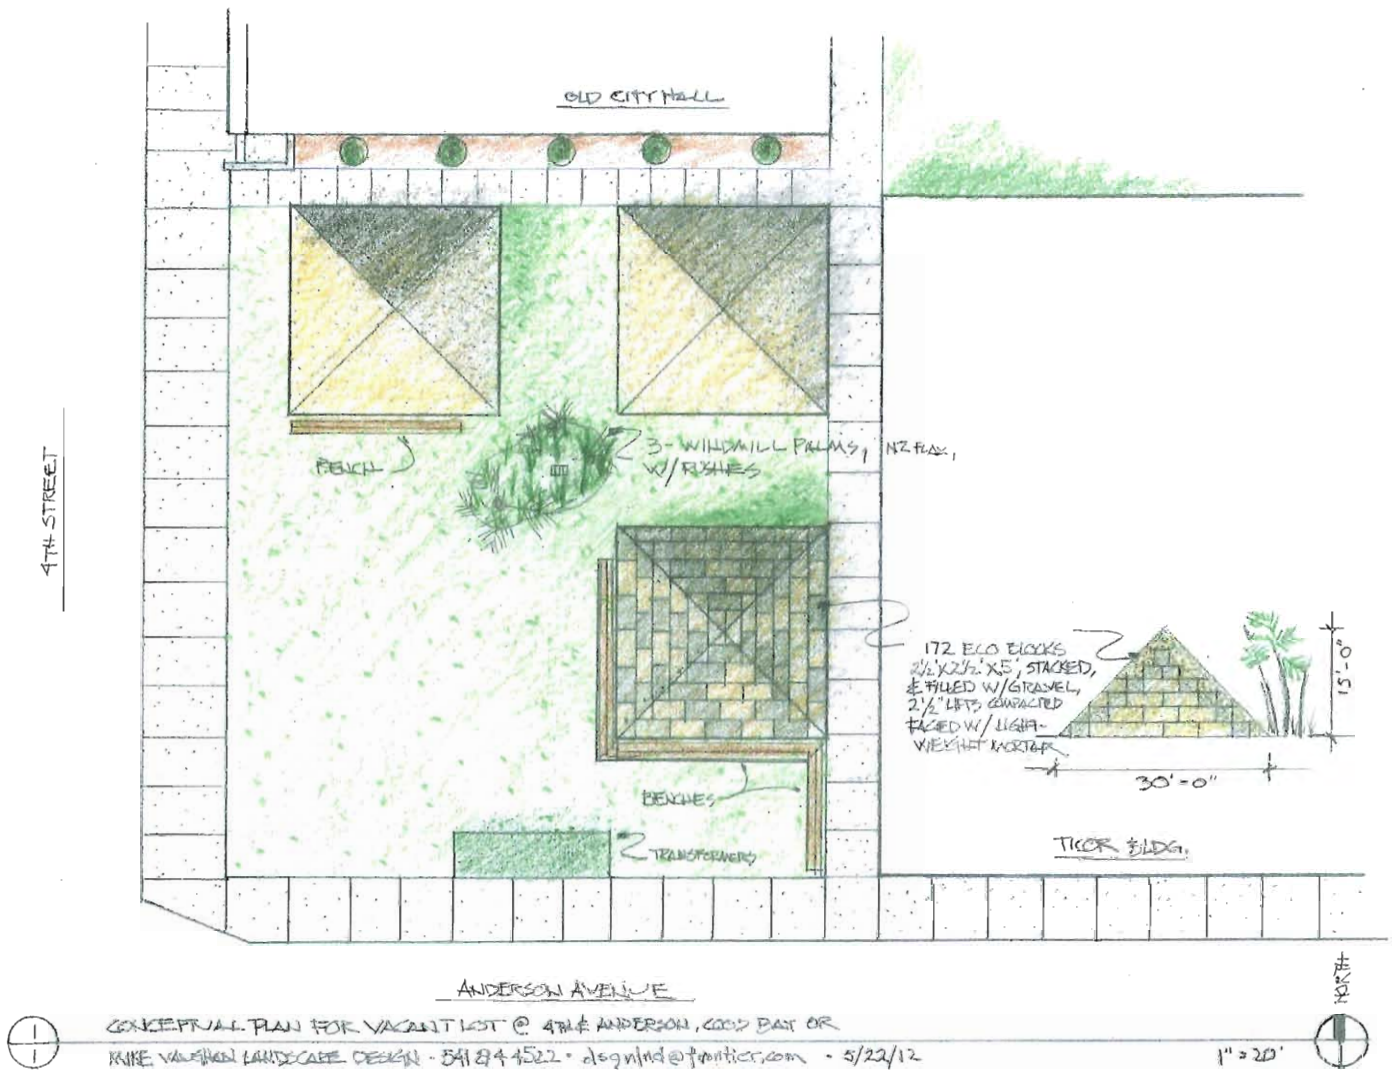 OLD CITY HALL
4TH STREET
BENCH
3-WINDMILL PALMS, NZ FLAX,
W/ RUSHES
172 ECO BLOCKS
2½'X2½'X5', STACKED,
& FILLED W/GRAVEL,
2½" LIFTS COMPACTED
FACED W/ LIGHT-
WEIGHT MORTAR
15'-0"
30'-0"
BENCHES
TRANSFORMERS
TICOR BLDG.
ANDERSON AVENUE
NORTH
CONCEPTUAL PLAN FOR VACANT LOT @ 4TH & ANDERSON, COOS BAY OR
MIKE VAUGHAN LANDSCAPE DESIGN - 541 4522 - @frontier.com - 5/22/12
1" = 20'